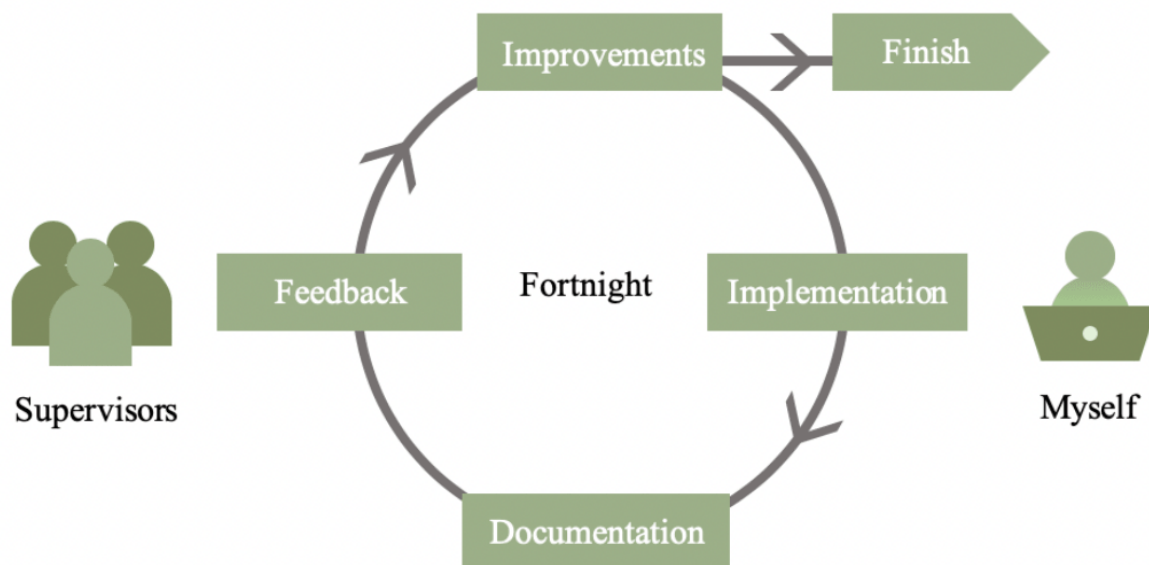 Improvements
Finish
Feedback
Fortnight
Implementation
Supervisors
Myself
Documentation